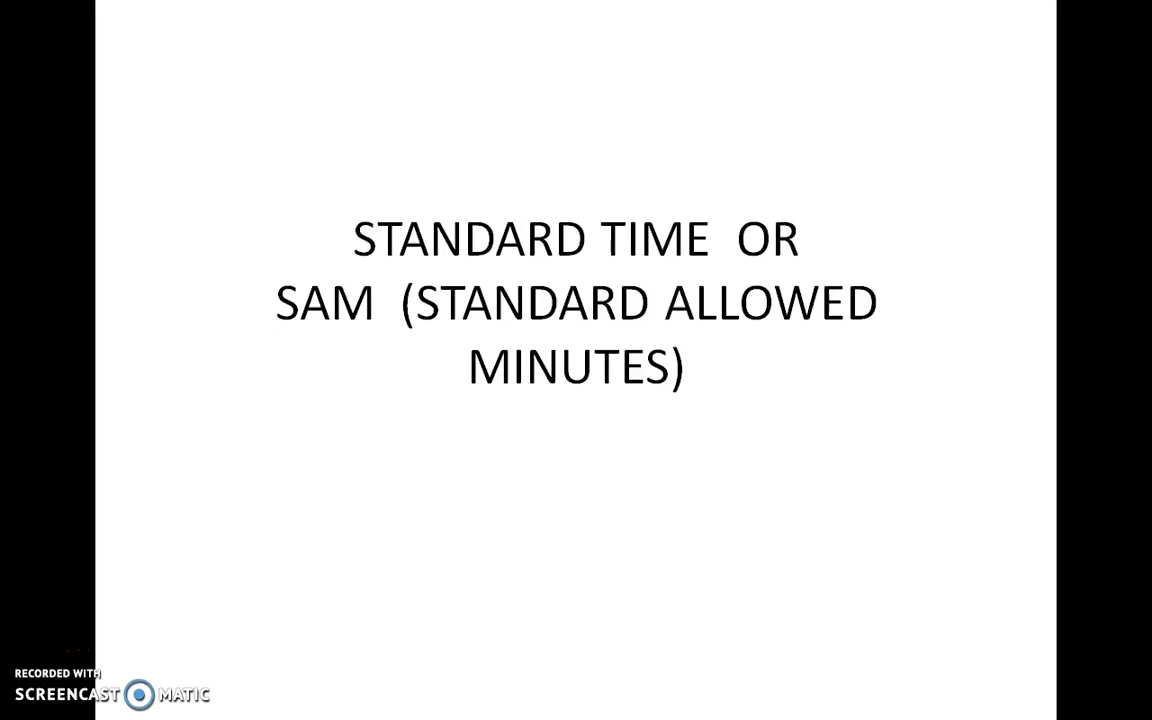 STANDARD TIME OR
SAM (STANDARD ALLOWED
MINUTES)
RECORDED WITH
SCREENCAST MATIC